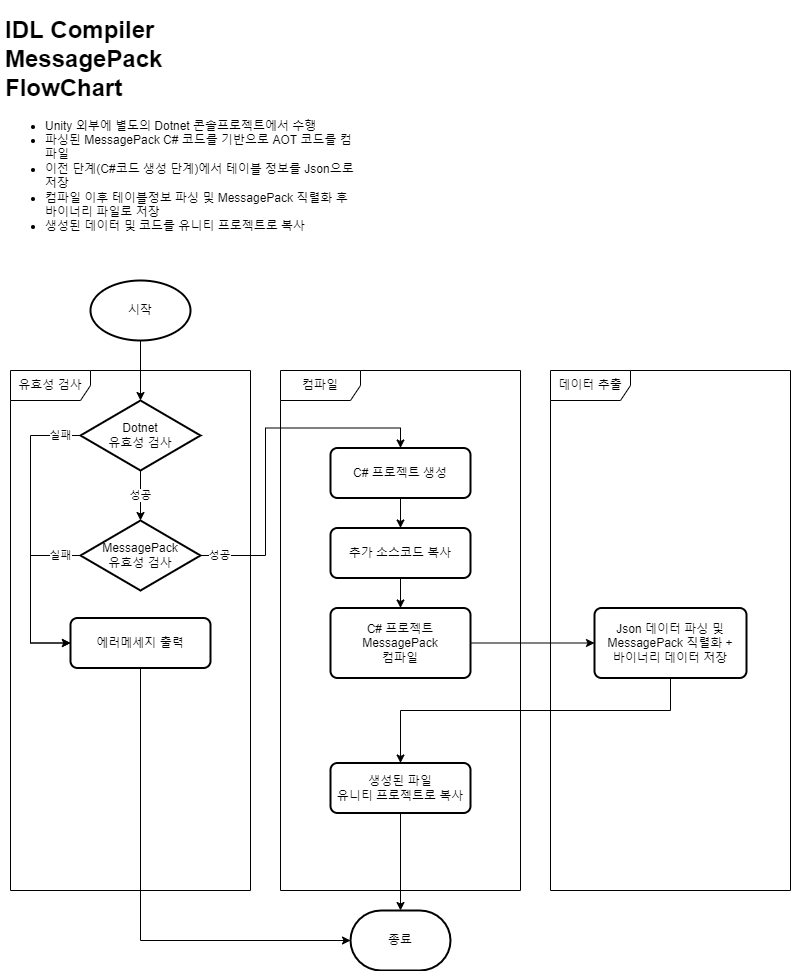 IDL Compiler
MessagePack
FlowChart
Unity 외부에 별도의 Dotnet 콘솔프로젝트에서 수행
파싱된 MessagePack C# 코드를 기반으로 AOT 코드를 컴
파일
이전 단계(C#코드 생성 단계)에서 테이블 정보를 Json으로
저장
컴파일 이후 테이블정보 파싱 및 MessagePack 직렬화 후
바이너리 파일로 저장
생성된 데이터 및 코드를 유니티 프로젝트로 복사
시작
유효성 검사
컴파일
데이터 추출
Dotnet
유효성 검사
실패
성공
C# 프로젝트 생성
MessagePack
유효성 검사
실패
성공
추가 소스코드 복사
에러메세지 출력
C# 프로젝트
MessagePack
컴파일
Json 데이터 파싱 및
MessagePack 직렬화 +
바이너리 데이터 저장
생성된 파일
유니티 프로젝트로 복사
종료